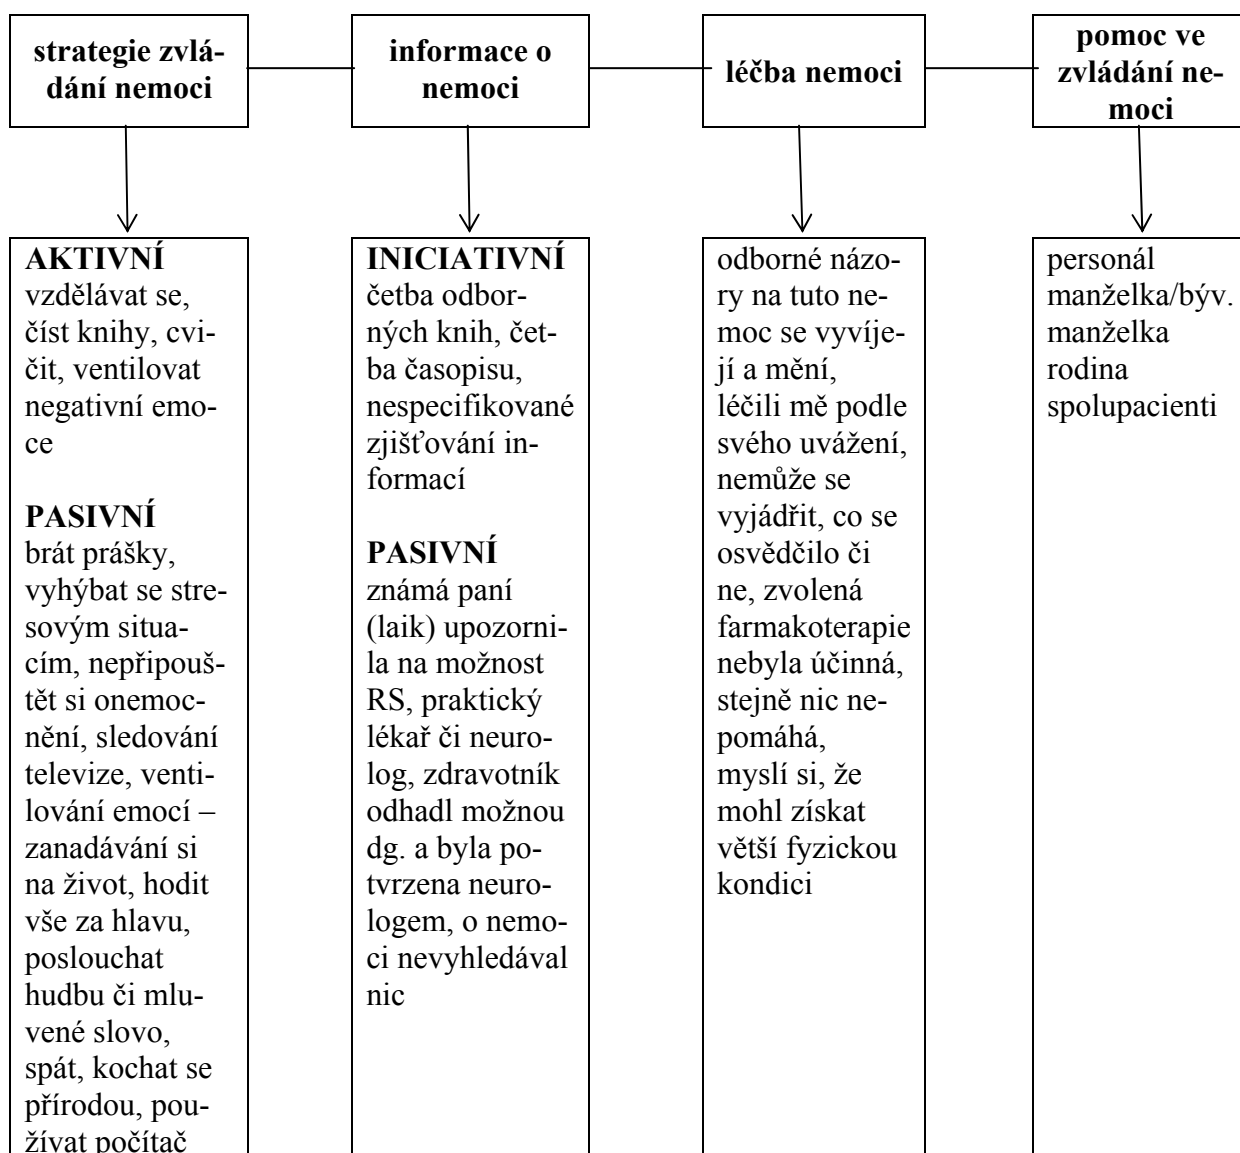 strategie zvlá-
dání nemoci
informace o
nemoci
léčba nemoci
pomoc ve
zvládání ne-
moci
AKTIVNÍ
vzdělávat se,
číst knihy, cvi-
čit, ventilovat
negativní emo-
ce
PASIVNÍ
brát prášky,
vyhýbat se stre-
sovým situa-
cím, nepřipouš-
tět si onemoc-
nění, sledování
televize, venti-
lování emocí –
zanadávání si
na život, hodit
vše za hlavu,
poslouchat
hudbu či mlu-
vené slovo,
spát, kochat se
přírodou, pou-
žívat počítač
INICIATIVNÍ
četba odbor-
ných knih, čet-
ba časopisu,
nespecifikované
zjišťování in-
formací
PASIVNÍ
známá paní
(laik) upozorni-
la na možnost
RS, praktický
lékař či neuro-
log, zdravotník
odhadl možnou
dg. a byla po-
tvrzena neuro-
logem, o nemo-
ci nevyhledával
nic
odborné názo-
ry na tuto ne-
moc se vyvíje-
jí a mění,
léčili mě podle
svého uvážení,
nemůže se
vyjádřit, co se
osvědčilo či
ne, zvolená
farmakoterapie
nebyla účinná,
stejně nic ne-
pomáhá,
myslí si, že
mohl získat
větší fyzickou
kondici
personál
manželka/býv.
manželka
rodina
spolupacienti